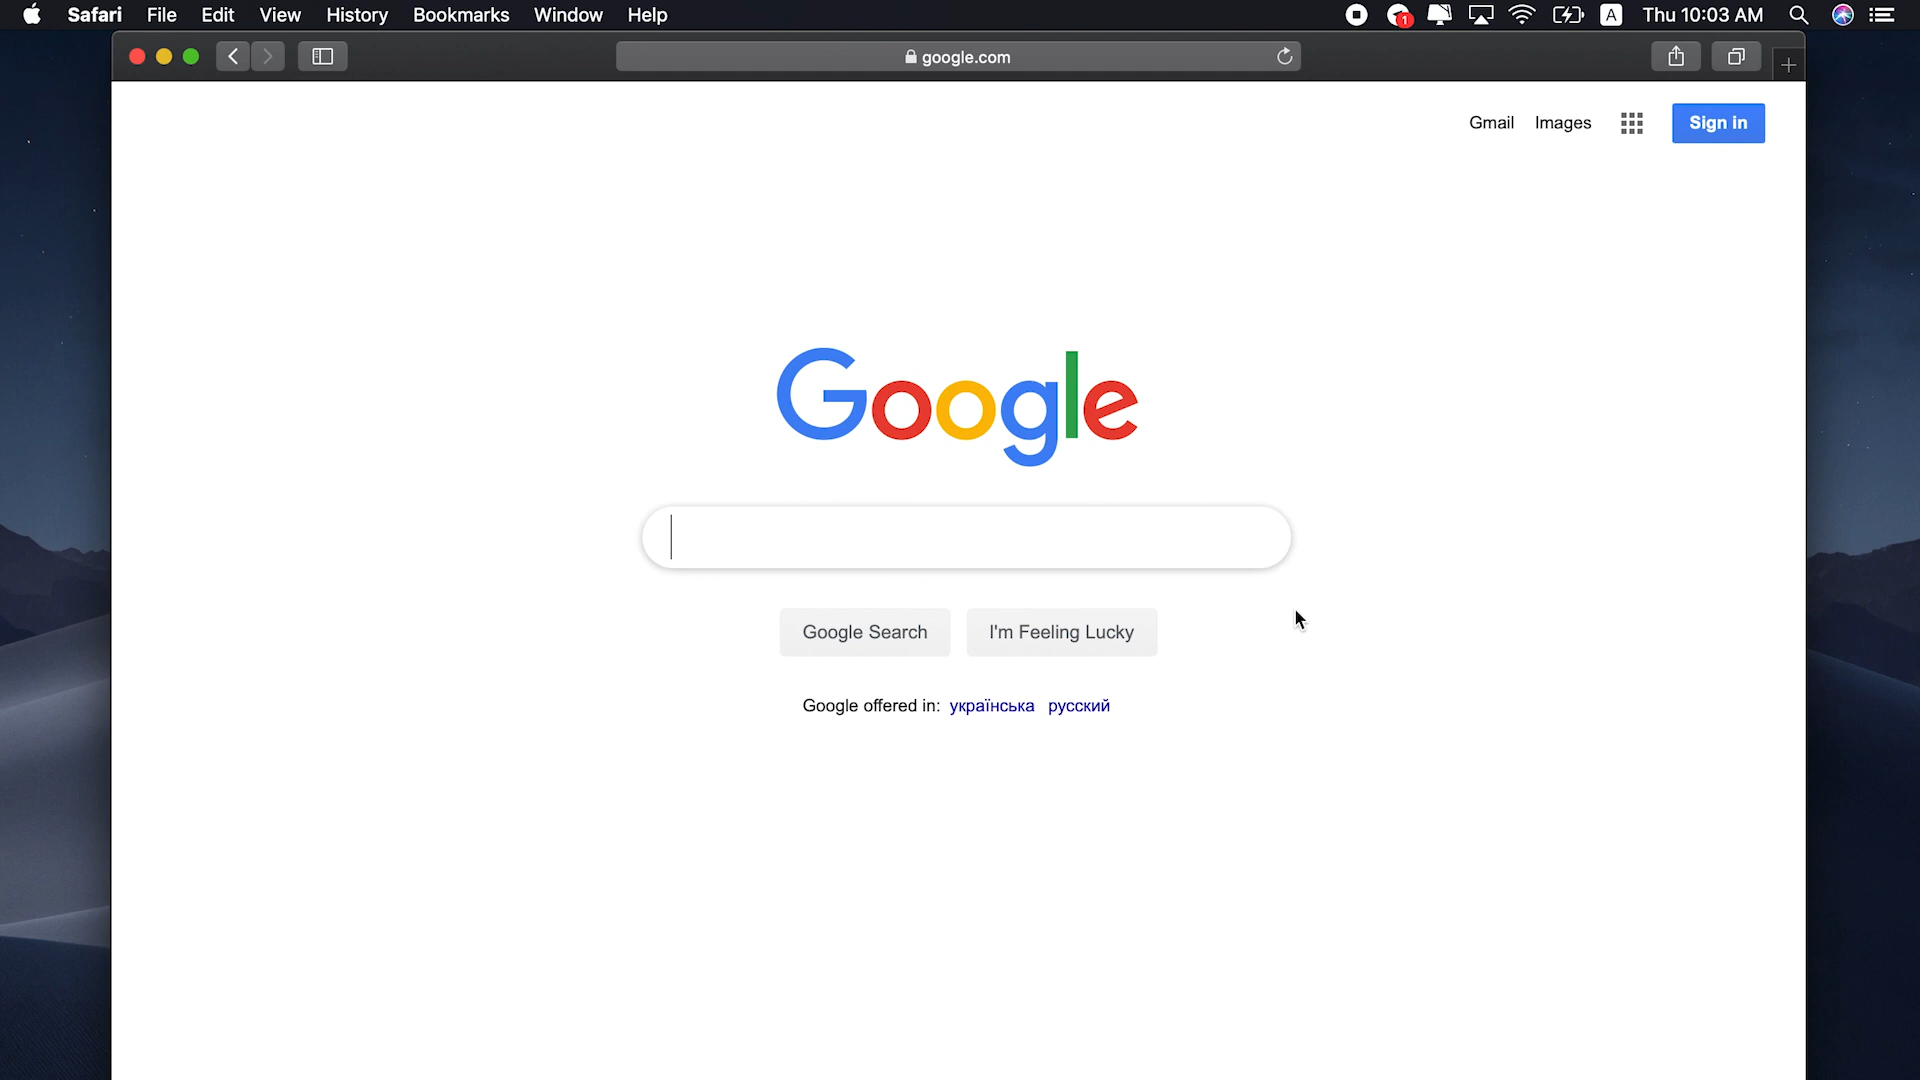 Safari File Edit View History Bookmarks Window Help 1 A Thu 10:03 AM
google.com
Gmail Images Sign in
Google
Google Search I'm Feeling Lucky
Google offered in: українська русский